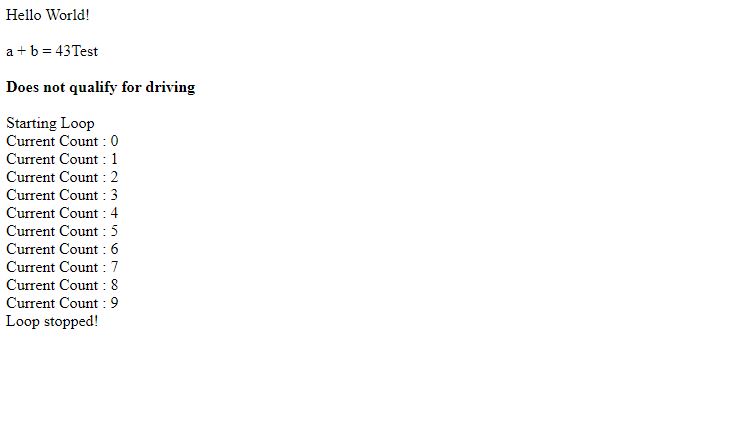 Hello World!
a + b = 43Test
Does not qualify for driving
Starting Loop
Current Count : 0
Current Count : 1
Current Count : 2
Current Count : 3
Current Count : 4
Current Count : 5
Current Count : 6
Current Count : 7
Current Count : 8
Current Count : 9
Loop stopped!